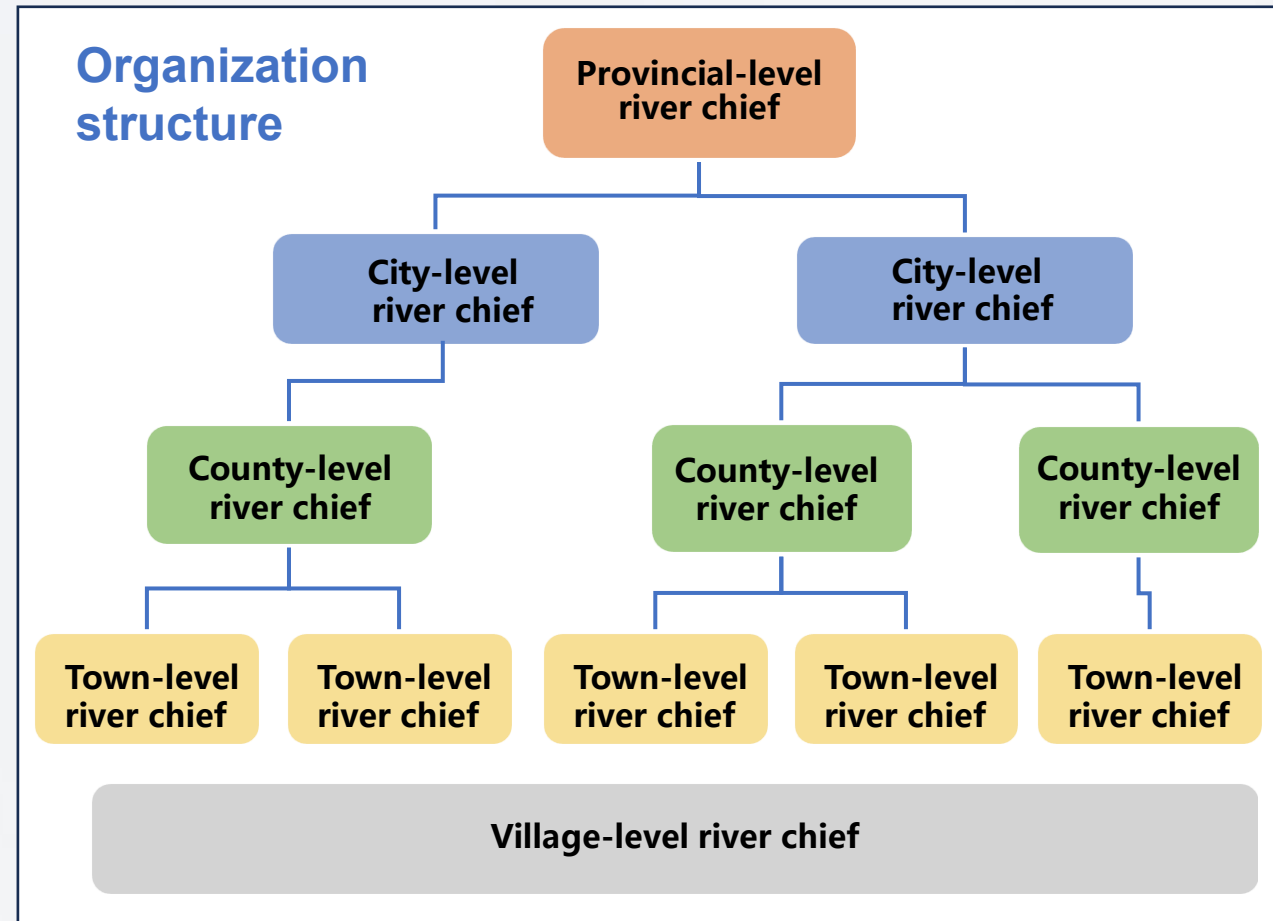 Organization
structure
Provincial-level
river chief
City-level
river chief
City-level
river chief
County-level
river chief
County-level
river chief
County-level
river chief
Town-level
river chief
Town-level
river chief
Town-level
river chief
Town-level
river chief
Town-level
river chief
Village-level river chief